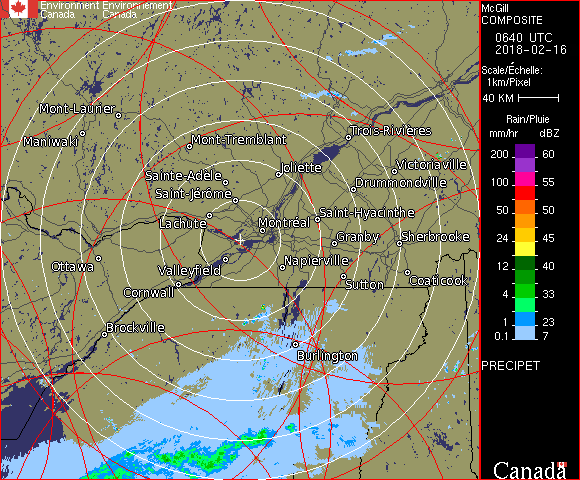 Environment Environnement
Canada Canada
McGill
COMPOSITE
0640 UTC
2018-02-16
Scale/Échelle:
1km/Pixel
40 KM
Rain/Pluie
mm/hr dBZ
200 60
100 55
50 50
24 45
12 40
4 33
1 23
0.1 7
PRECIPET
Canada
Mont-Laurier
Maniwaki
Mont-Tremblant
Trois-Rivières
Sainte-Adèle
Joliette
Victoriaville
Saint-Jérôme
Drummondville
Lachute
Montréal
Saint-Hyacinthe
Granby
Sherbrooke
Ottawa
Valleyfield
Napierville
Cornwall
Sutton
Coaticook
Brockville
Burlington